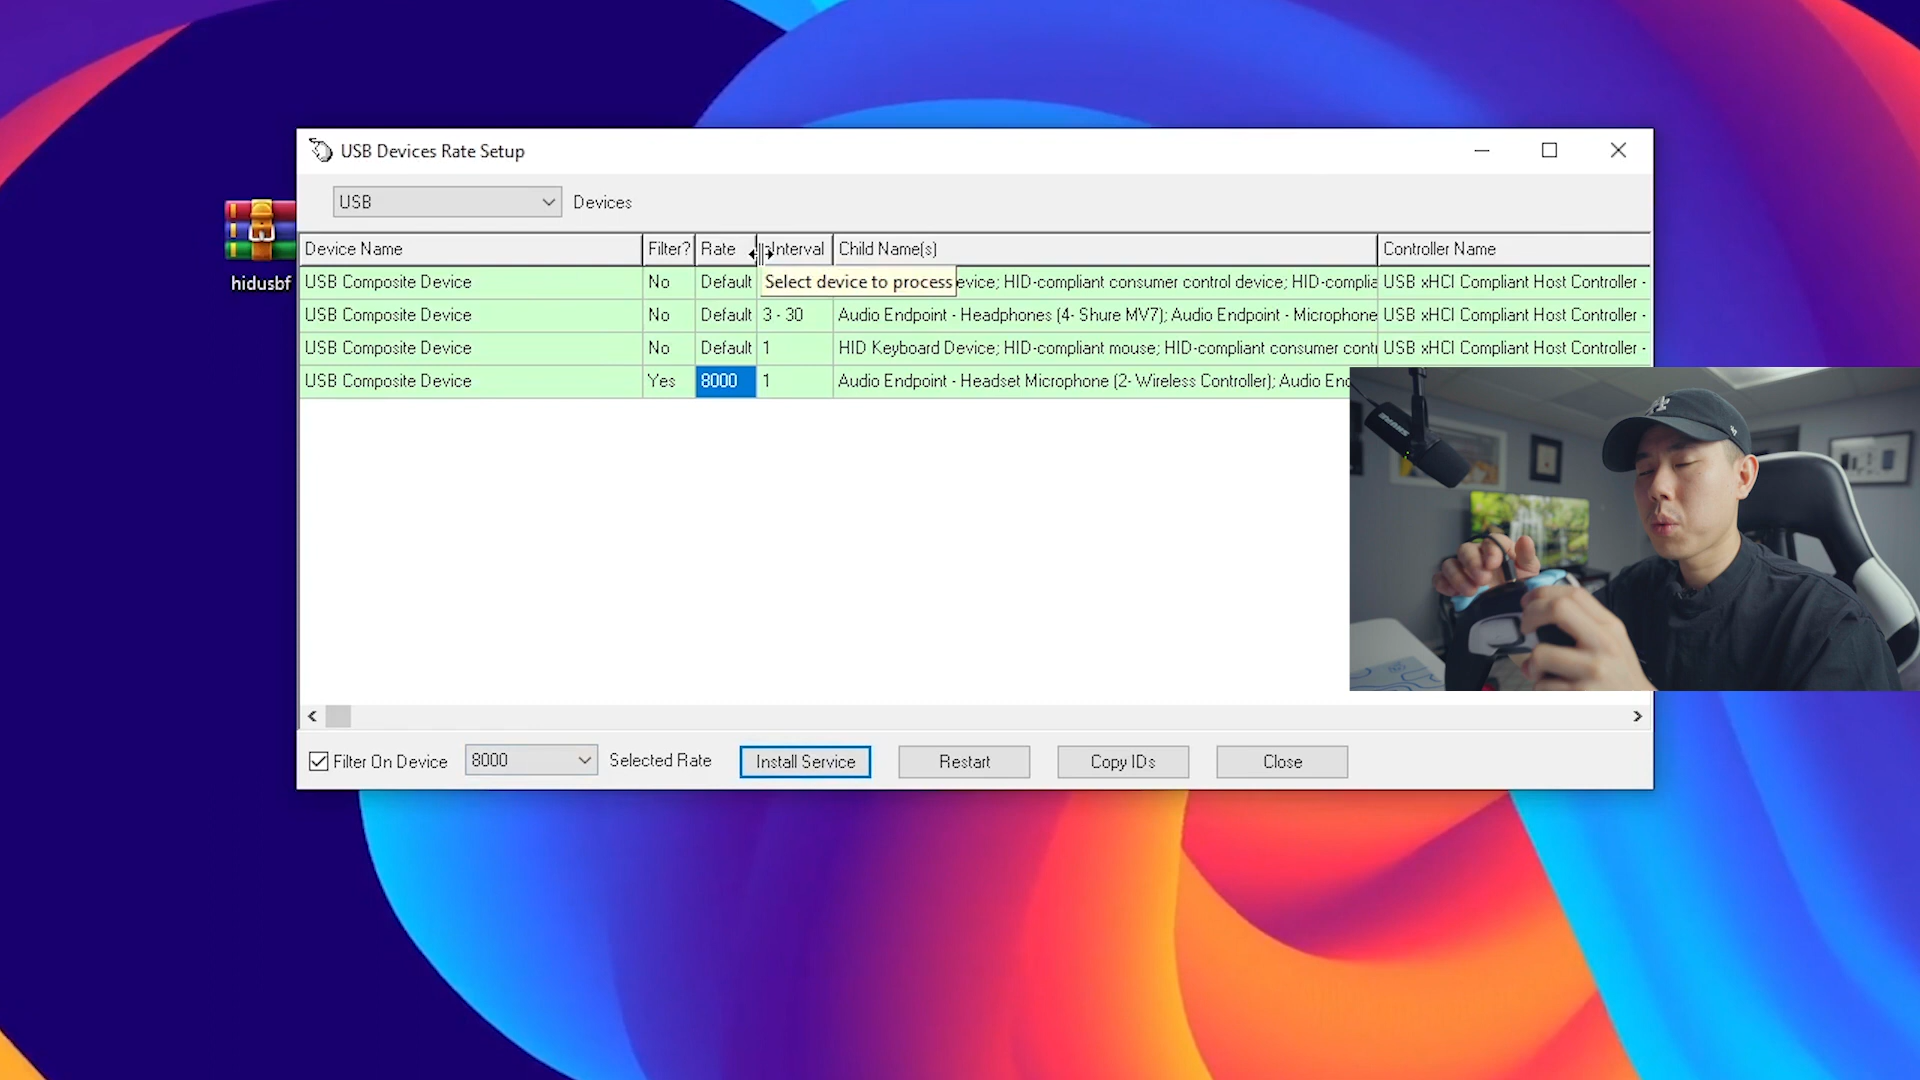 USB Devices Rate Setup
USB
Devices
hidusbf
Device Name Filter? Rate Interval Child Name(s) Controller Name
USB Composite Device No Default Select device to process evice; HID-compliant consumer control device; HID-complia USB xHCI Compliant Host Controller -
USB Composite Device No Default 3 - 30 Audio Endpoint - Headphones (4- Shure MV7); Audio Endpoint - Microphone USB xHCI Compliant Host Controller -
USB Composite Device No Default 1 HID Keyboard Device; HID-compliant mouse; HID-compliant consumer contr USB xHCI Compliant Host Controller -
USB Composite Device Yes 8000 1 Audio Endpoint - Headset Microphone (2- Wireless Controller); Audio End
Filter On Device 8000 Selected Rate Install Service Restart Copy IDs Close